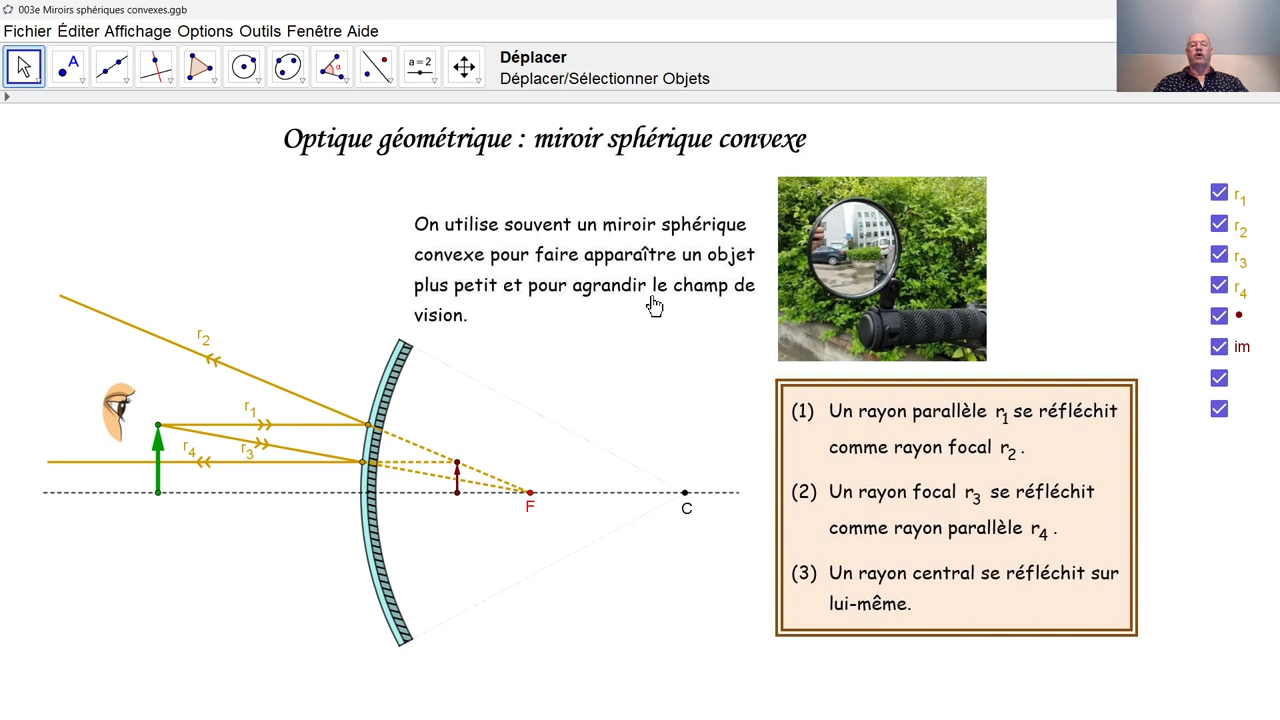 003e Miroirs sphériques convexes.ggb
Fichier Éditer Affichage Options Outils Fenêtre Aide
A
α
a=2
Déplacer
Déplacer/Sélectionner Objets
Optique géométrique : miroir sphérique convexe
On utilise souvent un miroir sphérique
convexe pour faire apparaître un objet
plus petit et pour agrandir le champ de
vision.
r2
r1
r4
r3
F
C
(1) Un rayon parallèle r1 se réfléchit
comme rayon focal r2 .
(2) Un rayon focal r3 se réfléchit
comme rayon parallèle r4 .
(3) Un rayon central se réfléchit sur
lui-même.
r1
r2
r3
r4
im